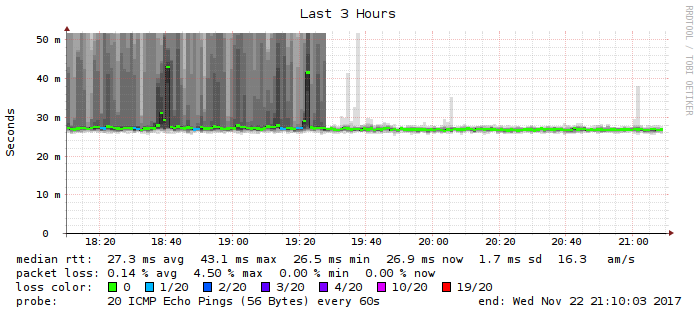 Last 3 Hours
RRDTOOL / TOBI OETIKER
Seconds
50 m
40 m
30 m
20 m
10 m
0
18:20 18:40 19:00 19:20 19:40 20:00 20:20 20:40 21:00
median rtt: 27.3 ms avg 43.1 ms max 26.5 ms min 26.9 ms now 1.7 ms sd 16.3 am/s
packet loss: 0.14 % avg 4.50 % max 0.00 % min 0.00 % now
loss color: 0 1/20 2/20 3/20 4/20 10/20 19/20
probe: 20 ICMP Echo Pings (56 Bytes) every 60s end: Wed Nov 22 21:10:03 2017